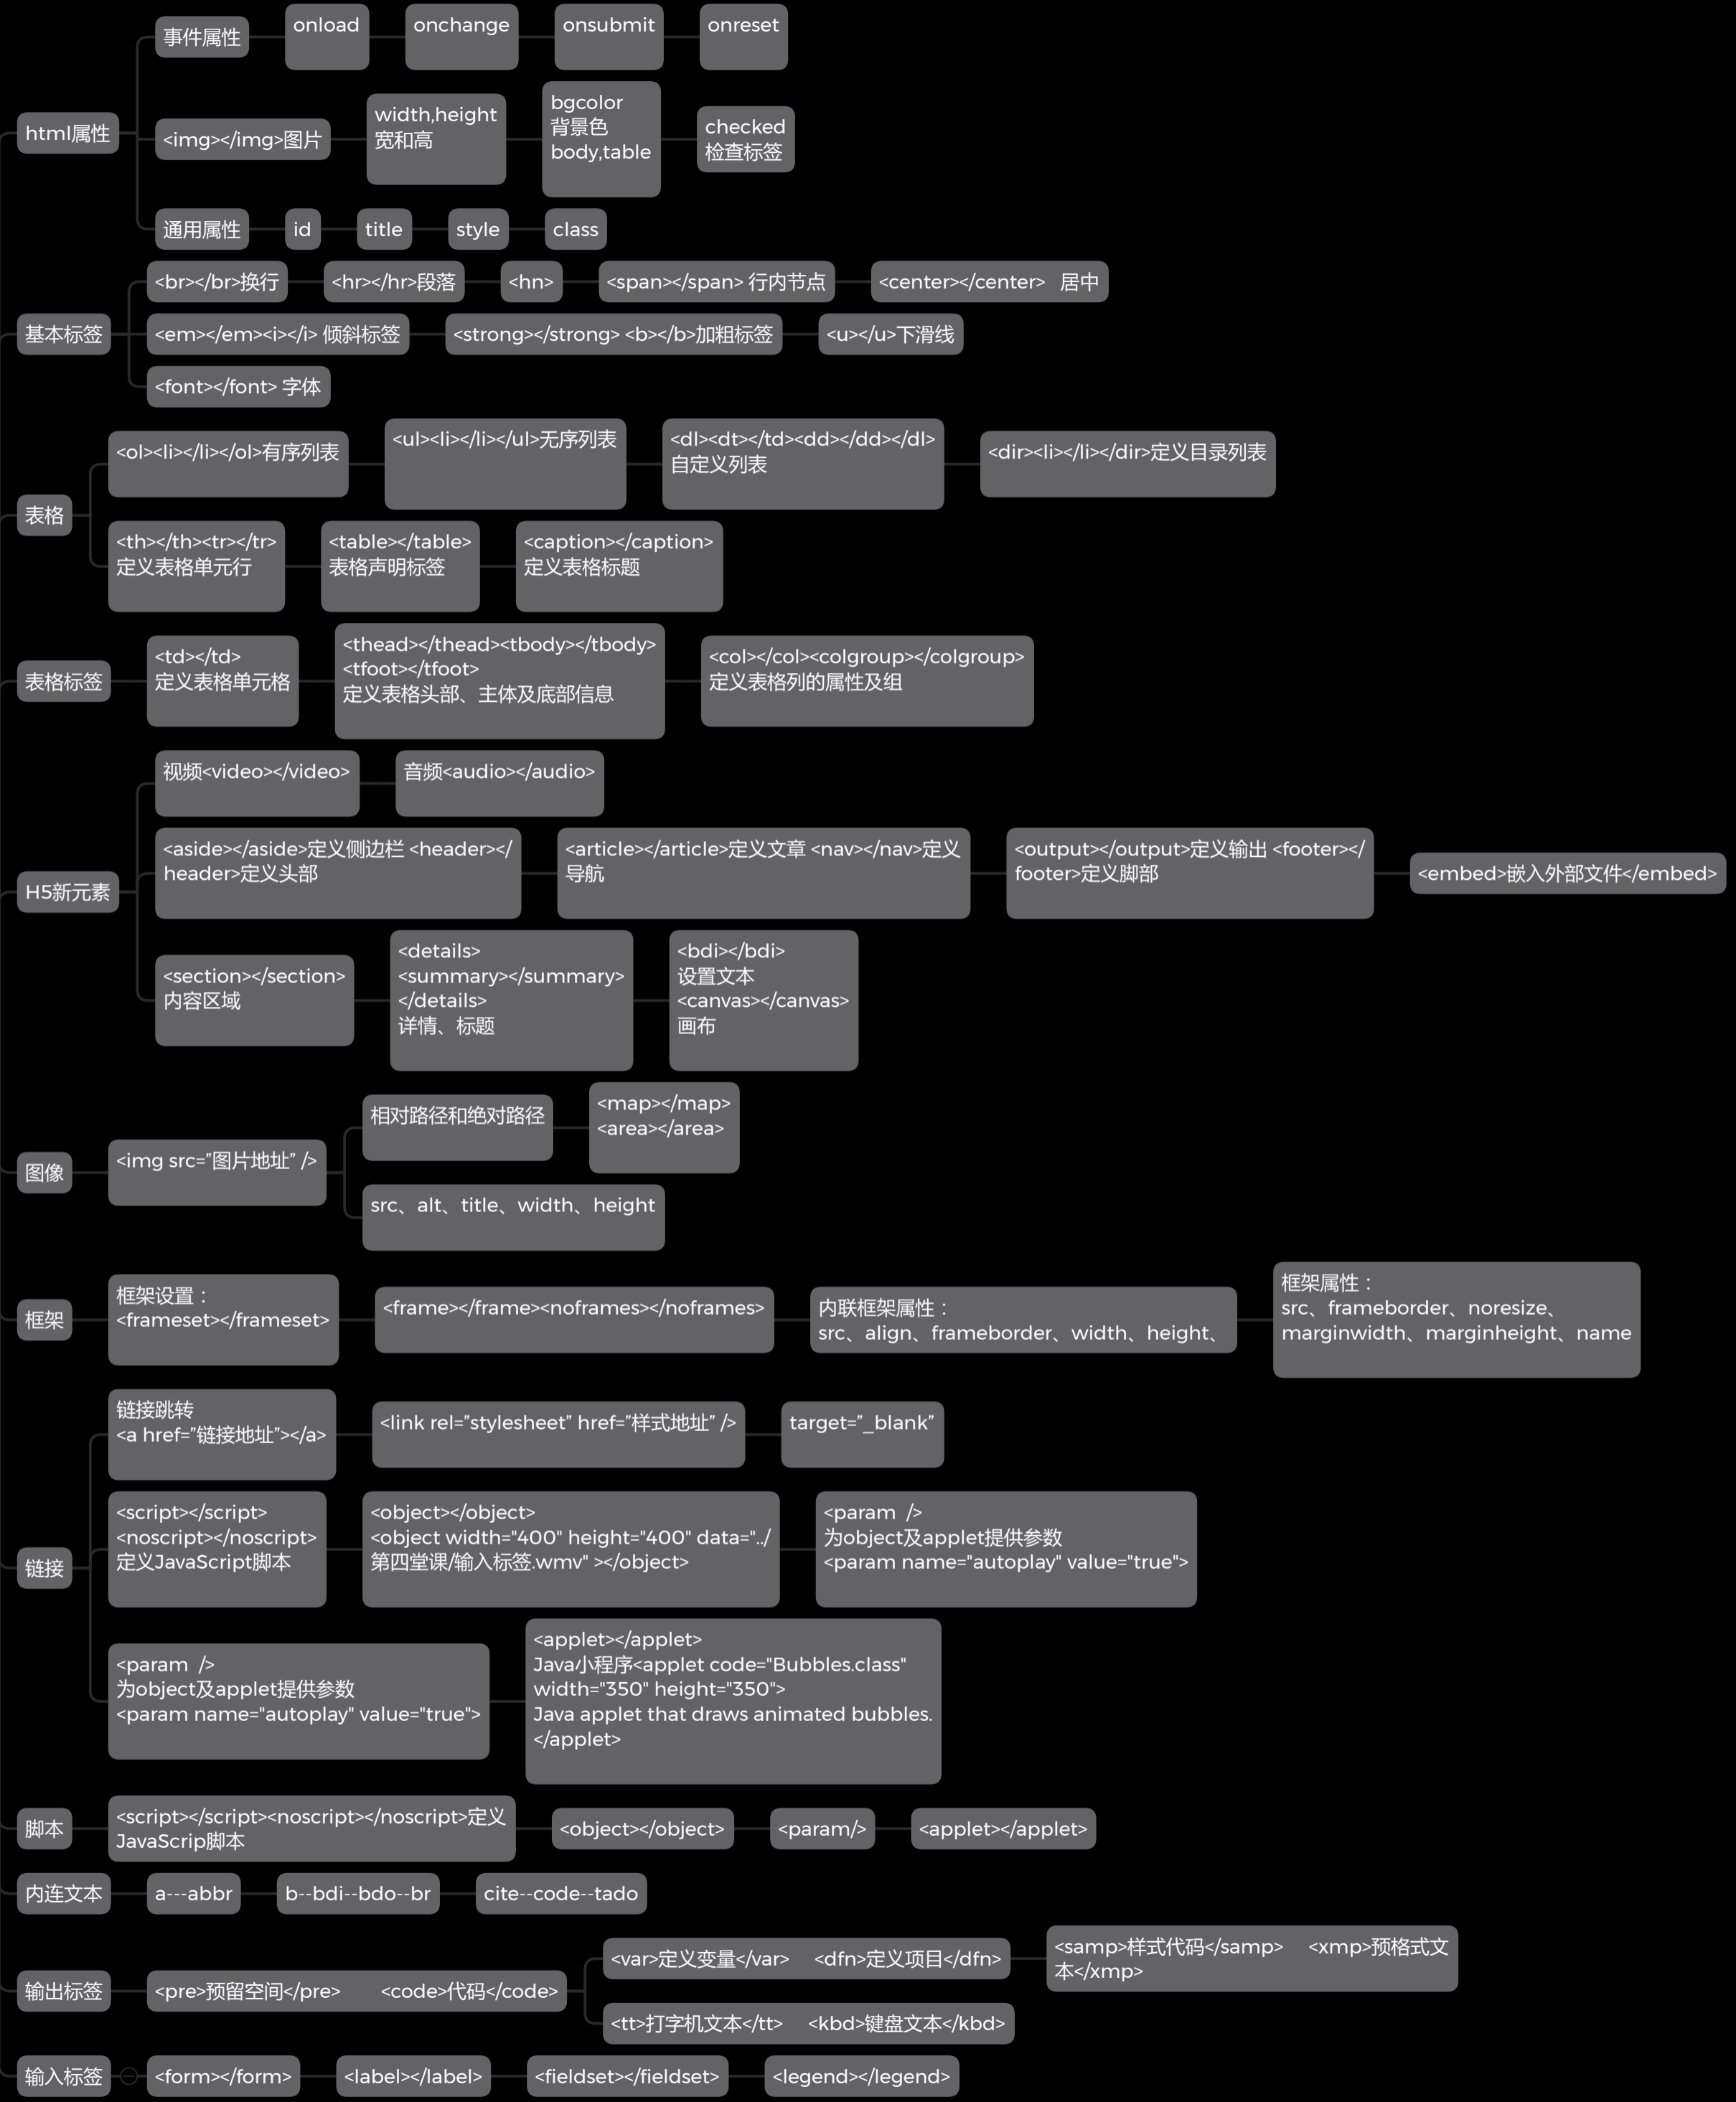 html属性
事件属性
onload
onchange
onsubmit
onreset
<img></img>图片
width,height
宽和高
bgcolor
背景色
body,table
checked
检查标签
通用属性
id
title
style
class
基本标签
<br></br>换行
<hr></hr>段落
<hn>
<span></span> 行内节点
<center></center>   居中
<em></em><i></i> 倾斜标签
<strong></strong> <b></b>加粗标签
<u></u>下滑线
<font></font> 字体
表格
<ol><li></li></ol>有序列表
<ul><li></li></ul>无序列表
<dl><dt></td><dd></dd></dl>
自定义列表
<dir><li></li></dir>定义目录列表
<th></th><tr></tr>
定义表格单元行
<table></table>
表格声明标签
<caption></caption>
定义表格标题
表格标签
<td></td>
定义表格单元格
<thead></thead><tbody></tbody>
<tfoot></tfoot>
定义表格头部、主体及底部信息
<col></col><colgroup></colgroup>
定义表格列的属性及组
H5新元素
视频<video></video>
音频<audio></audio>
<aside></aside>定义侧边栏 <header></
header>定义头部
<article></article>定义文章 <nav></nav>定义
导航
<output></output>定义输出 <footer></
footer>定义脚部
<embed>嵌入外部文件</embed>
<section></section>
内容区域
<details>
<summary></summary>
</details>
详情、标题
<bdi></bdi>
设置文本
<canvas></canvas>
画布
图像
<img src=”图片地址” />
相对路径和绝对路径
<map></map>
<area></area>
src、alt、title、width、height
框架
框架设置：
<frameset></frameset>
<frame></frame><noframes></noframes>
内联框架属性：
src、align、frameborder、width、height、
框架属性：
src、frameborder、noresize、
marginwidth、marginheight、name
链接
链接跳转
<a href=”链接地址”></a>
<link rel=”stylesheet” href=”样式地址” />
target=”_blank”
<script></script>
<noscript></noscript>
定义JavaScript脚本
<object></object>
<object width="400" height="400" data="../
第四堂课/输入标签.wmv" ></object>
<param  />
为object及applet提供参数
<param name="autoplay" value="true">
<param  />
为object及applet提供参数
<param name="autoplay" value="true">
<applet></applet>
Java小程序<applet code="Bubbles.class"
width="350" height="350">
Java applet that draws animated bubbles.
</applet>
脚本
<script></script><noscript></noscript>定义
JavaScrip脚本
<object></object>
<param/>
<applet></applet>
内连文本
a---abbr
b--bdi--bdo--br
cite--code--tado
输出标签
<pre>预留空间</pre>        <code>代码</code>
<var>定义变量</var>     <dfn>定义项目</dfn>
<samp>样式代码</samp>     <xmp>预格式文
本</xmp>
<tt>打字机文本</tt>     <kbd>键盘文本</kbd>
输入标签
<form></form>
<label></label>
<fieldset></fieldset>
<legend></legend>